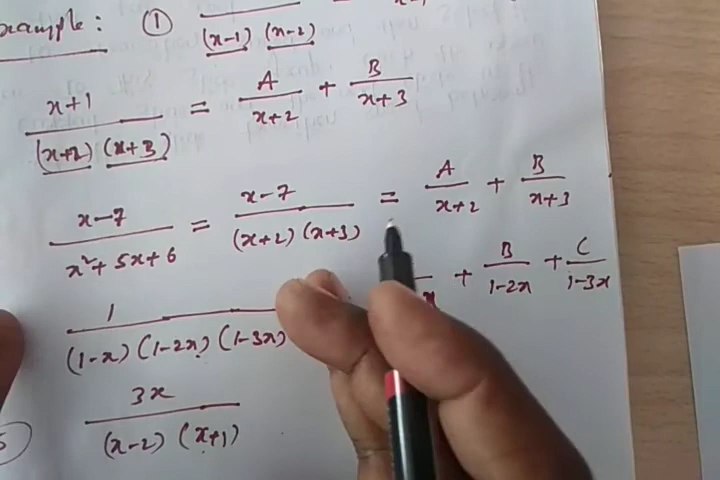 xample: ①
(x-1) (x-2)
x+1 / (x+2) (x+3) = A / x+2 + B / x+3
x-7 / x²+5x+6 = x-7 / (x+2) (x+3) = A / x+2 + B / x+3
1 / (1-x) (1-2x) (1-3x) + B / 1-2x + C / 1-3x
3x / (x-2) (x+1)